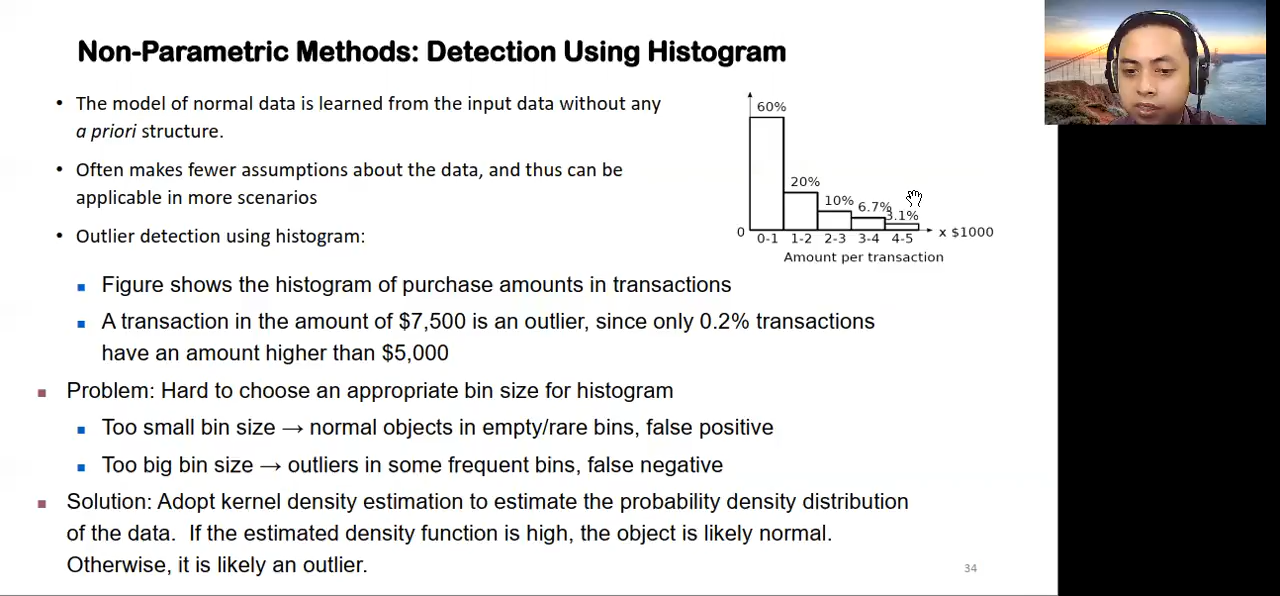 Non-Parametric Methods: Detection Using Histogram
• The model of normal data is learned from the input data without any
a priori structure.
• Often makes fewer assumptions about the data, and thus can be
applicable in more scenarios
• Outlier detection using histogram:
60%
20%
10%
6.7%
3.1%
0
0-1 1-2 2-3 3-4 4-5
x $1000
Amount per transaction
▪ Figure shows the histogram of purchase amounts in transactions
▪ A transaction in the amount of $7,500 is an outlier, since only 0.2% transactions
have an amount higher than $5,000
▪ Problem: Hard to choose an appropriate bin size for histogram
▪ Too small bin size → normal objects in empty/rare bins, false positive
▪ Too big bin size → outliers in some frequent bins, false negative
▪ Solution: Adopt kernel density estimation to estimate the probability density distribution
of the data. If the estimated density function is high, the object is likely normal.
Otherwise, it is likely an outlier.
34